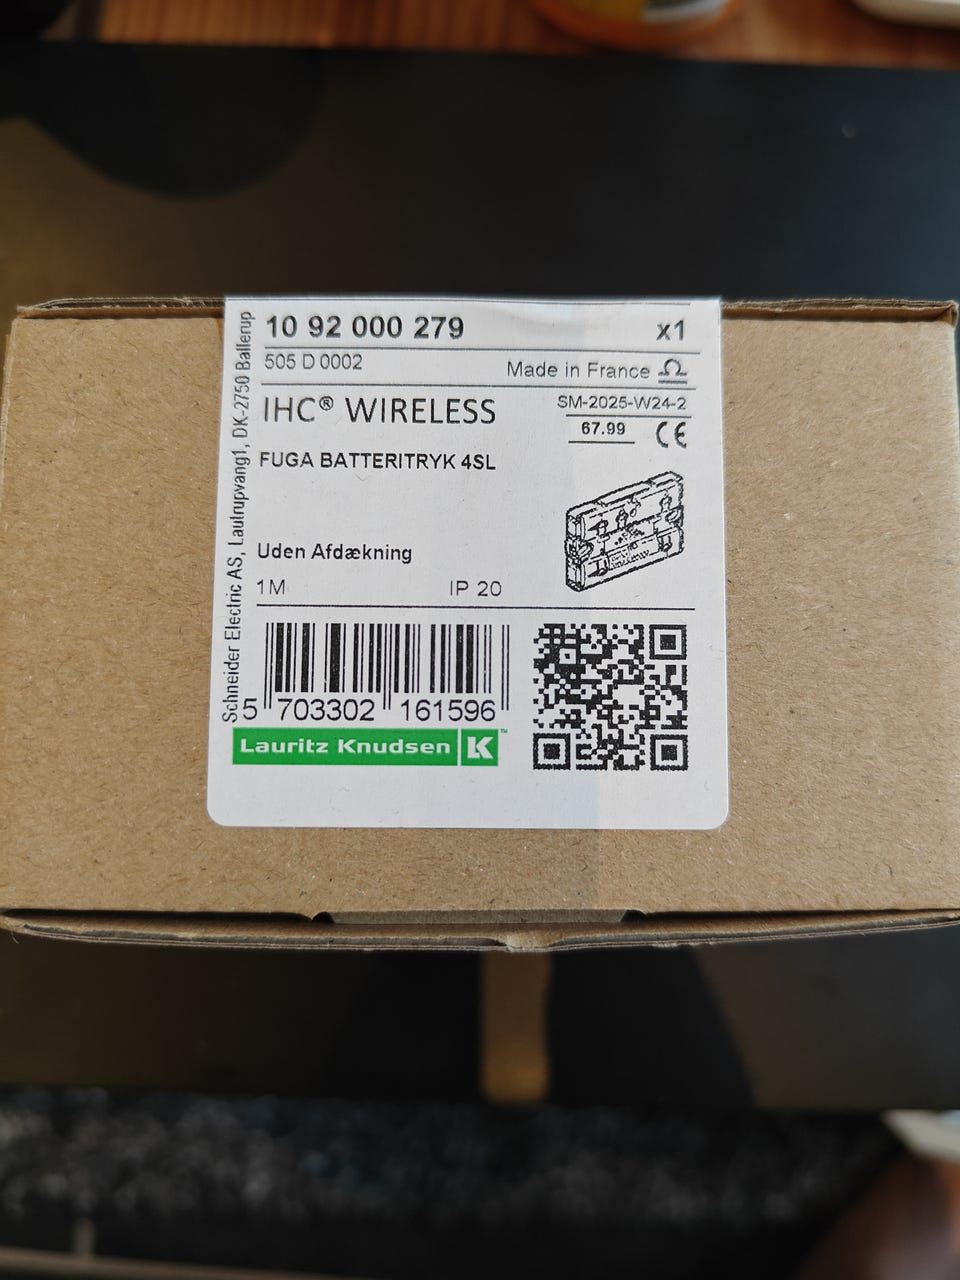 10 92 000 279 x1
505 D 0002 Made in France
IHC® WIRELESS SM-2025-W24-2
67.99 CE
FUGA BATTERITRYK 4SL
Uden Afdækning
1M IP 20
5 703302 161596
Lauritz Knudsen LK™
Schneider Electric AS, Lautrupvang1, DK-2750 Ballerup